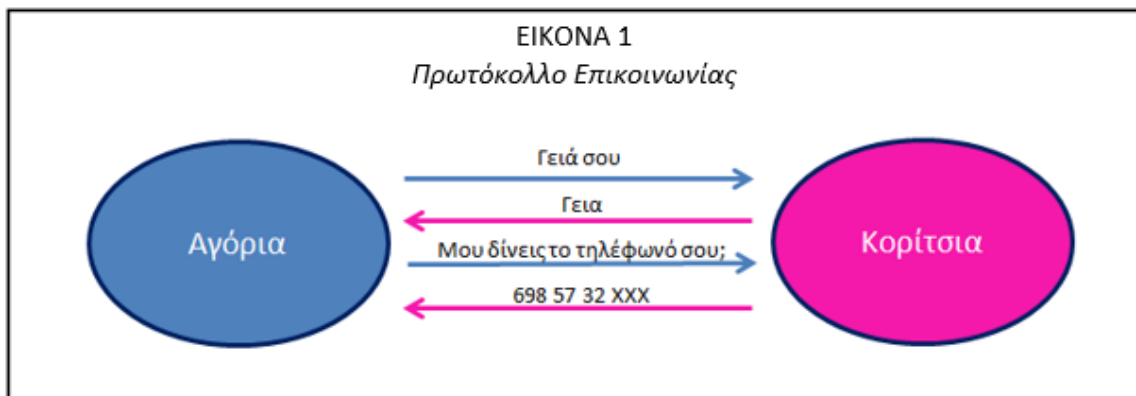 ΕΙΚΟΝΑ 1
Πρωτόκολλο Επικοινωνίας
Γειά σου
Γεια
Αγόρια
Κορίτσια
Μου δίνεις το τηλέφωνό σου;
698 57 32 XXX